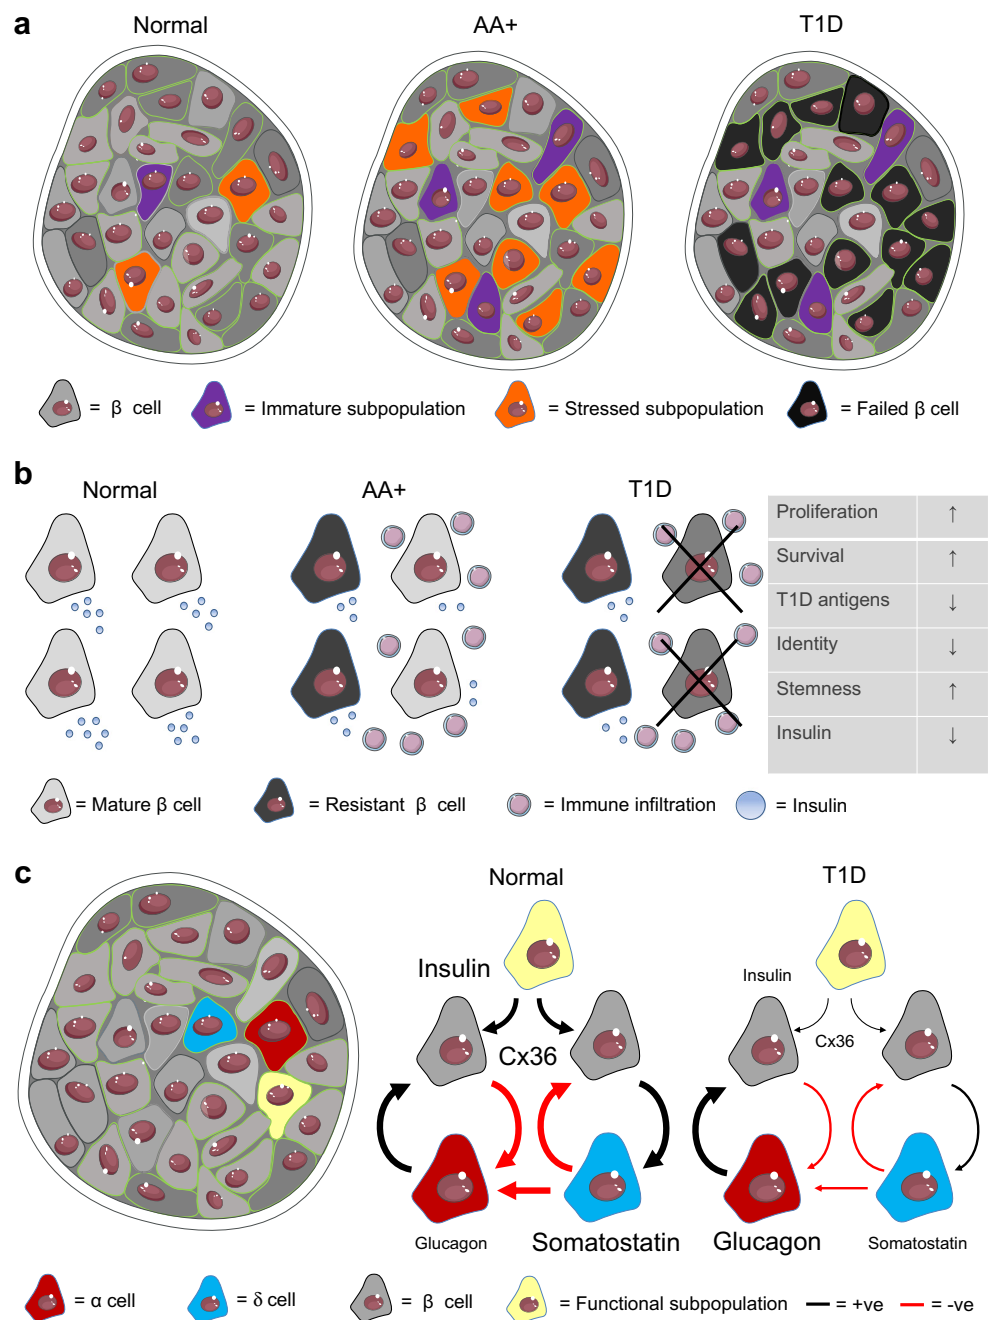 a
Normal
AA+
T1D
= β cell
= Immature subpopulation
= Stressed subpopulation
= Failed β cell
b
Normal
AA+
T1D
Proliferation ↑
Survival ↑
T1D antigens ↓
Identity ↓
Stemness ↑
Insulin ↓
= Mature β cell
= Resistant β cell
= Immune infiltration
= Insulin
c
Normal
Insulin
Cx36
Glucagon
Somatostatin
T1D
Insulin
Cx36
Glucagon
Somatostatin
= α cell
= δ cell
= β cell
= Functional subpopulation
= +ve
= -ve